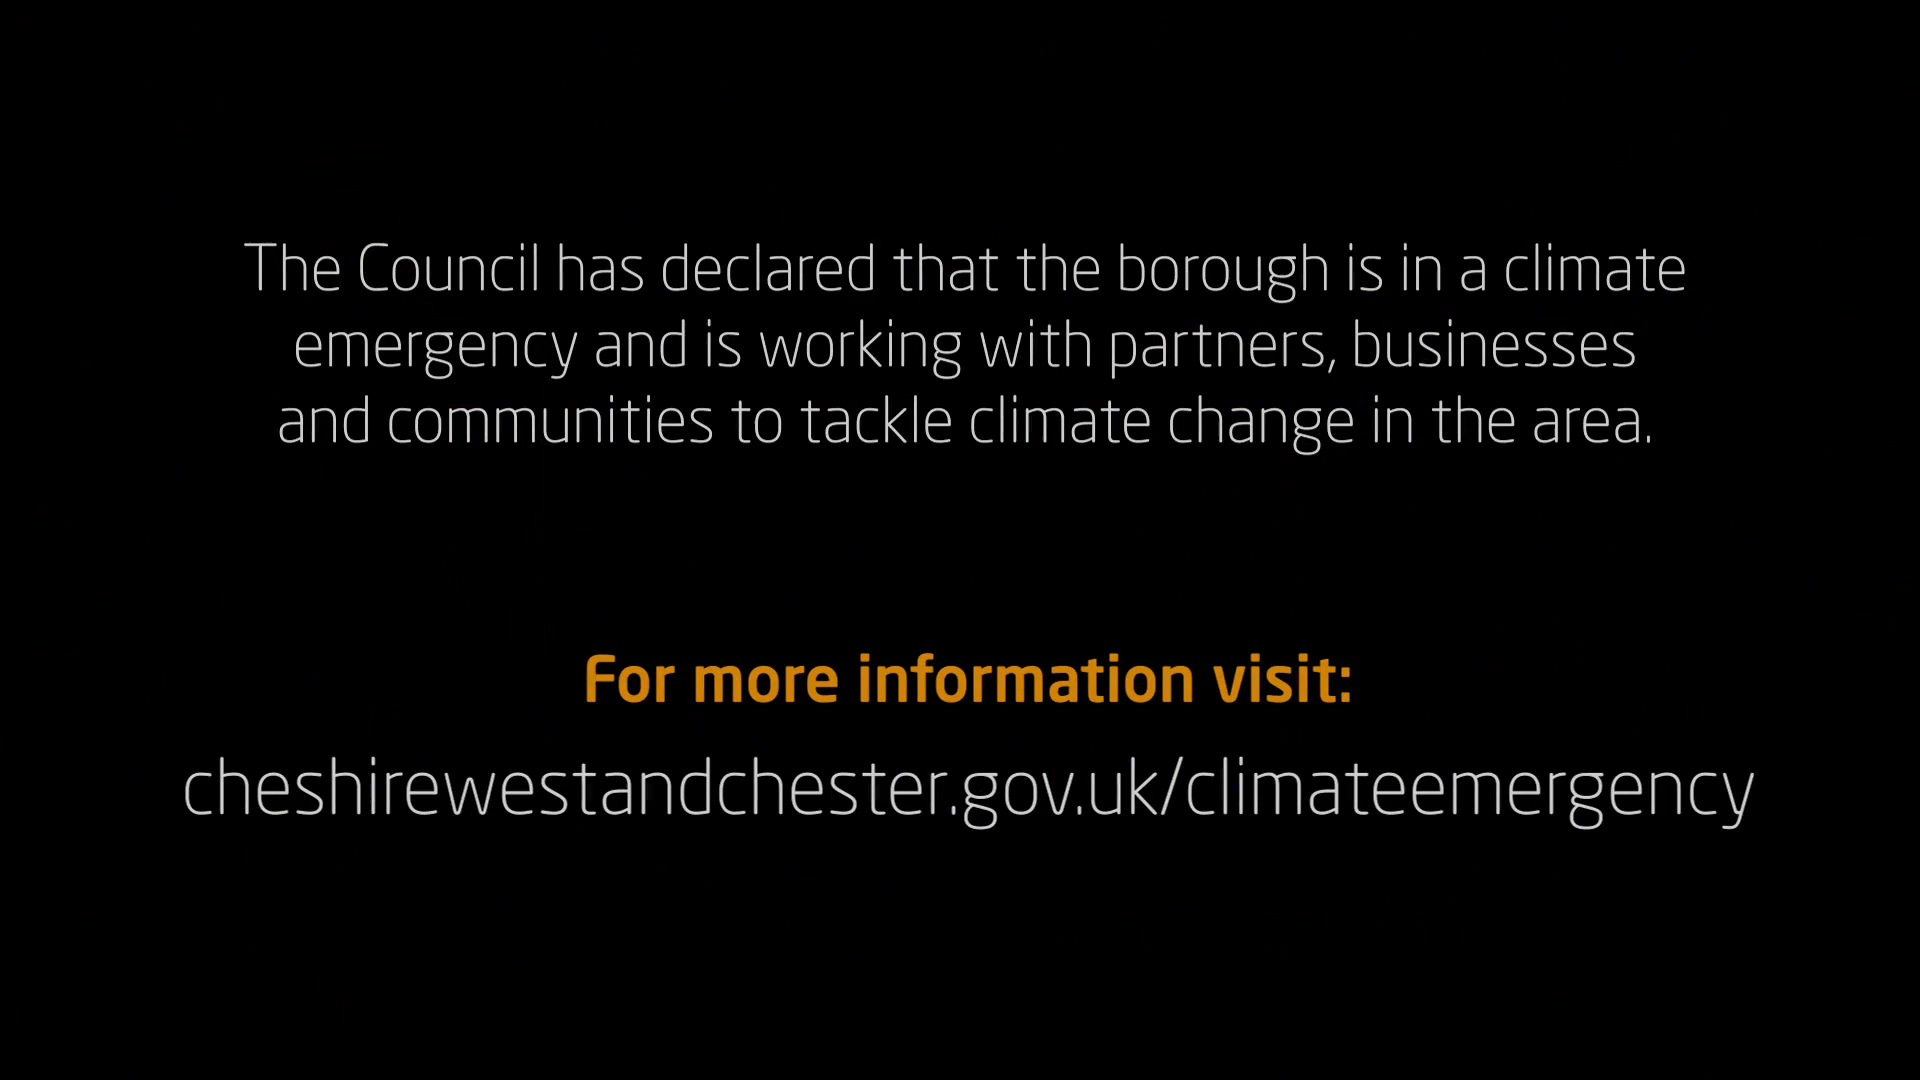 The Council has declared that the borough is in a climate
emergency and is working with partners, businesses
and communities to tackle climate change in the area.
For more information visit:
cheshirewestandchester.gov.uk/climateemergency